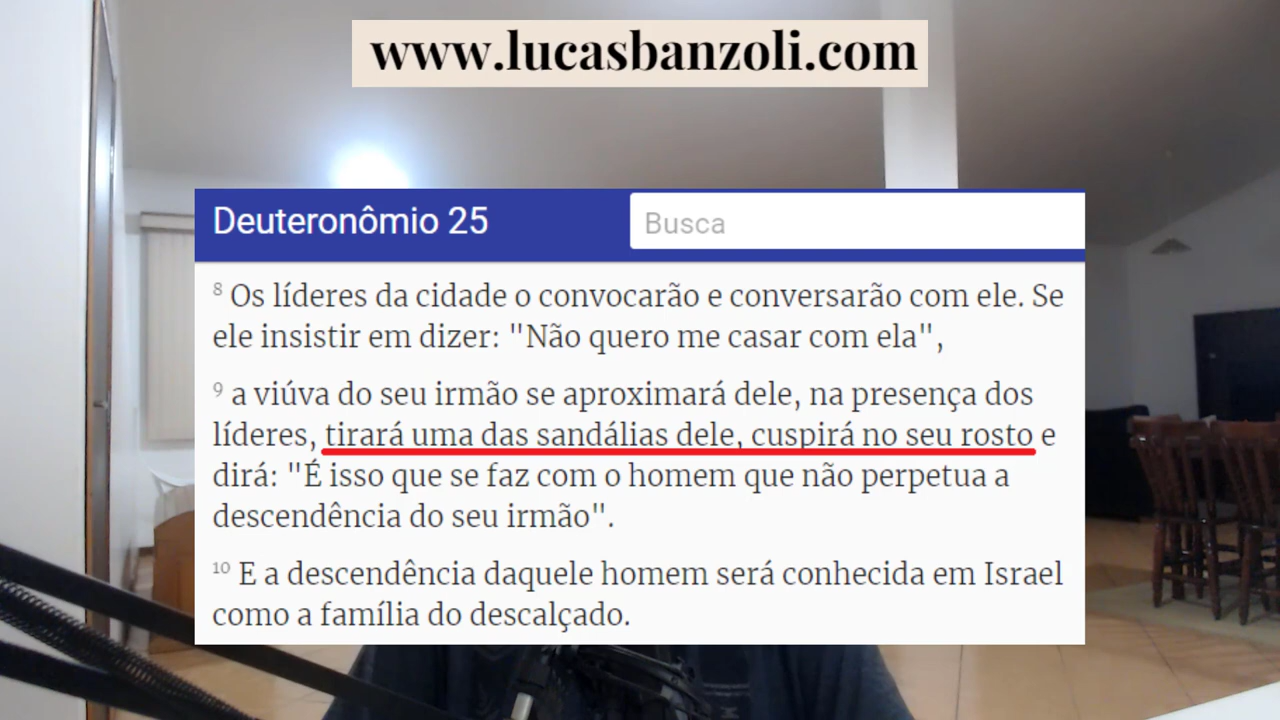 www.lucasbanzoli.com
Deuteronômio 25
Busca
8 Os líderes da cidade o convocarão e conversarão com ele. Se
ele insistir em dizer: "Não quero me casar com ela",
9 a viúva do seu irmão se aproximará dele, na presença dos
líderes, tirará uma das sandálias dele, cuspirá no seu rosto e
dirá: "É isso que se faz com o homem que não perpetua a
descendência do seu irmão".
10 E a descendência daquele homem será conhecida em Israel
como a família do descalçado.